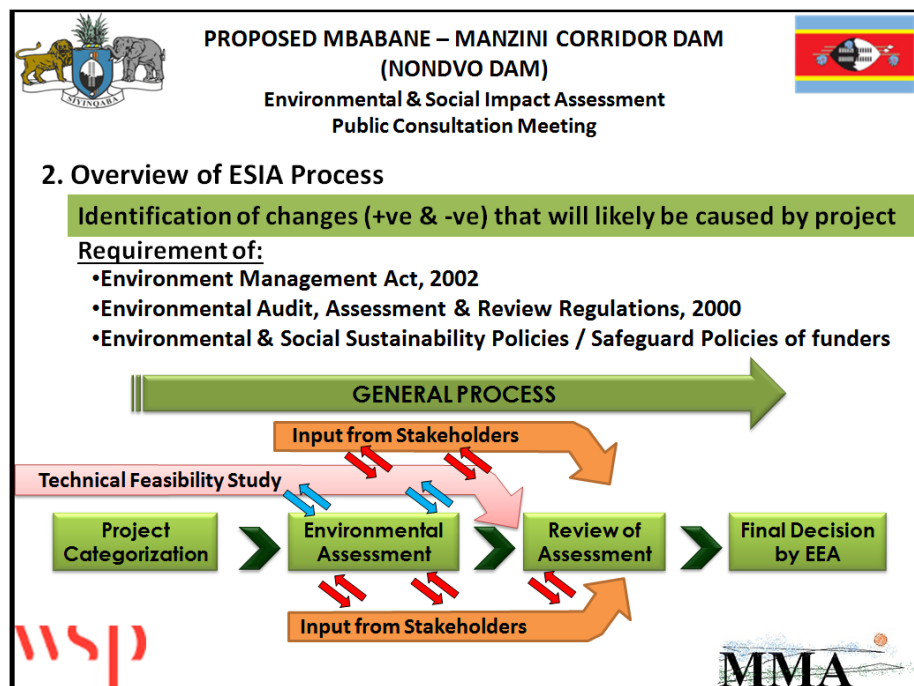 SIYINQABA
PROPOSED MBABANE – MANZINI CORRIDOR DAM
(NONDVO DAM)
Environmental & Social Impact Assessment
Public Consultation Meeting
2. Overview of ESIA Process
Identification of changes (+ve & -ve) that will likely be caused by project
Requirement of:
•Environment Management Act, 2002
•Environmental Audit, Assessment & Review Regulations, 2000
•Environmental & Social Sustainability Policies / Safeguard Policies of funders
GENERAL PROCESS
Input from Stakeholders
Technical Feasibility Study
Project
Categorization
Environmental
Assessment
Review of
Assessment
Final Decision
by EEA
Input from Stakeholders
wsp
MMA